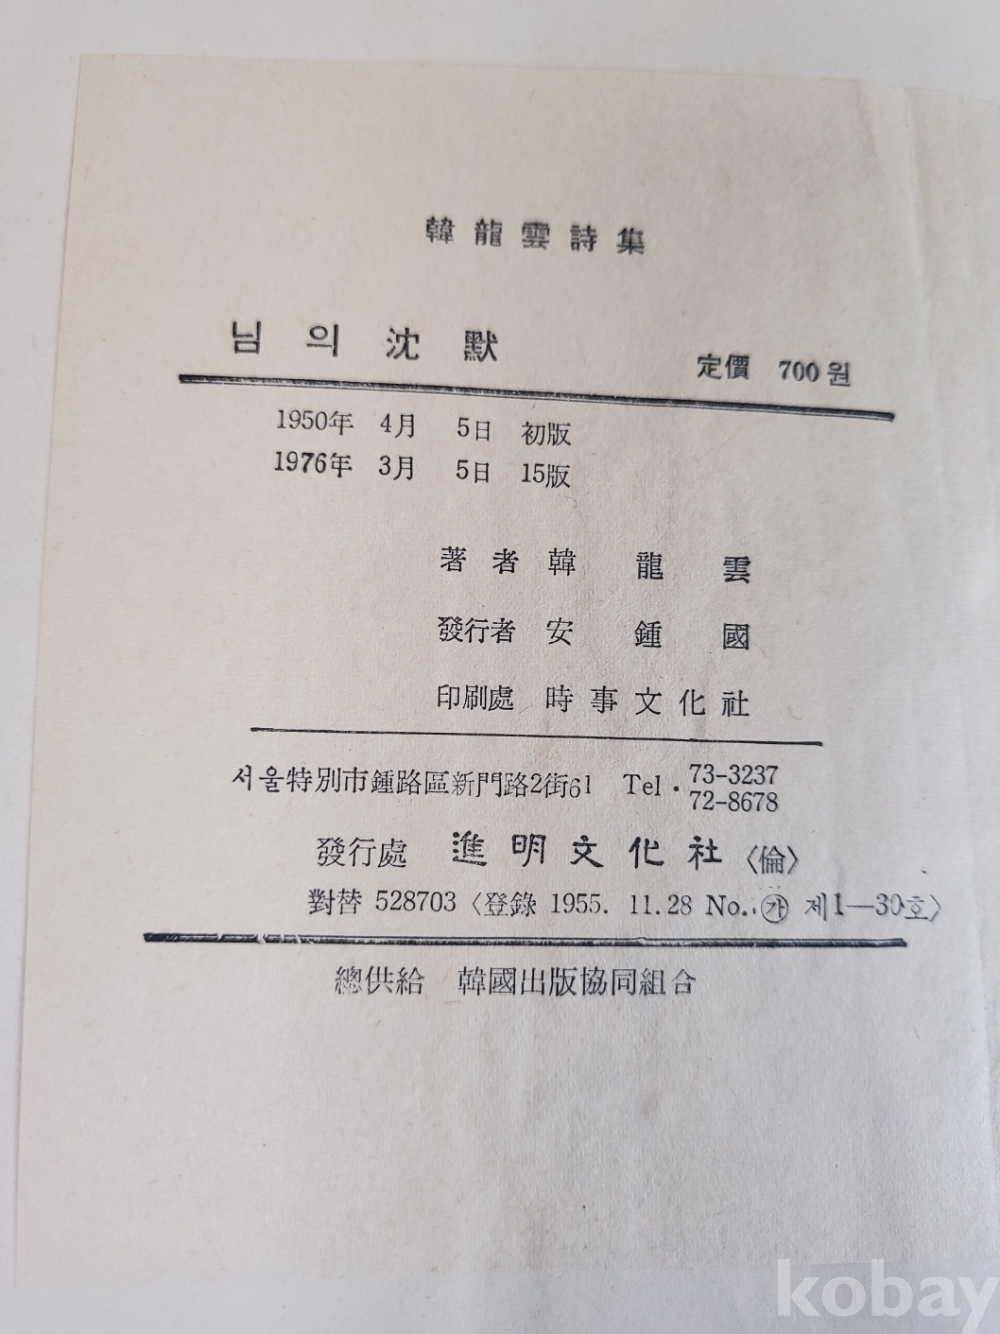 韓龍雲詩集
님의 沈默
定價 700원
1950年 4月 5日 初版
1976年 3月 5日 15版
著者 韓龍雲
發行者 安鍾國
印刷處 時事文化社
서울特別市鍾路區新門路2街61 Tel・73-3237
72-8678
發行處 進明文化社〈倫〉
對替 528703〈登錄 1955. 11.28 No..㉮ 제1—30호〉
總供給 韓國出版協同組合
kobay